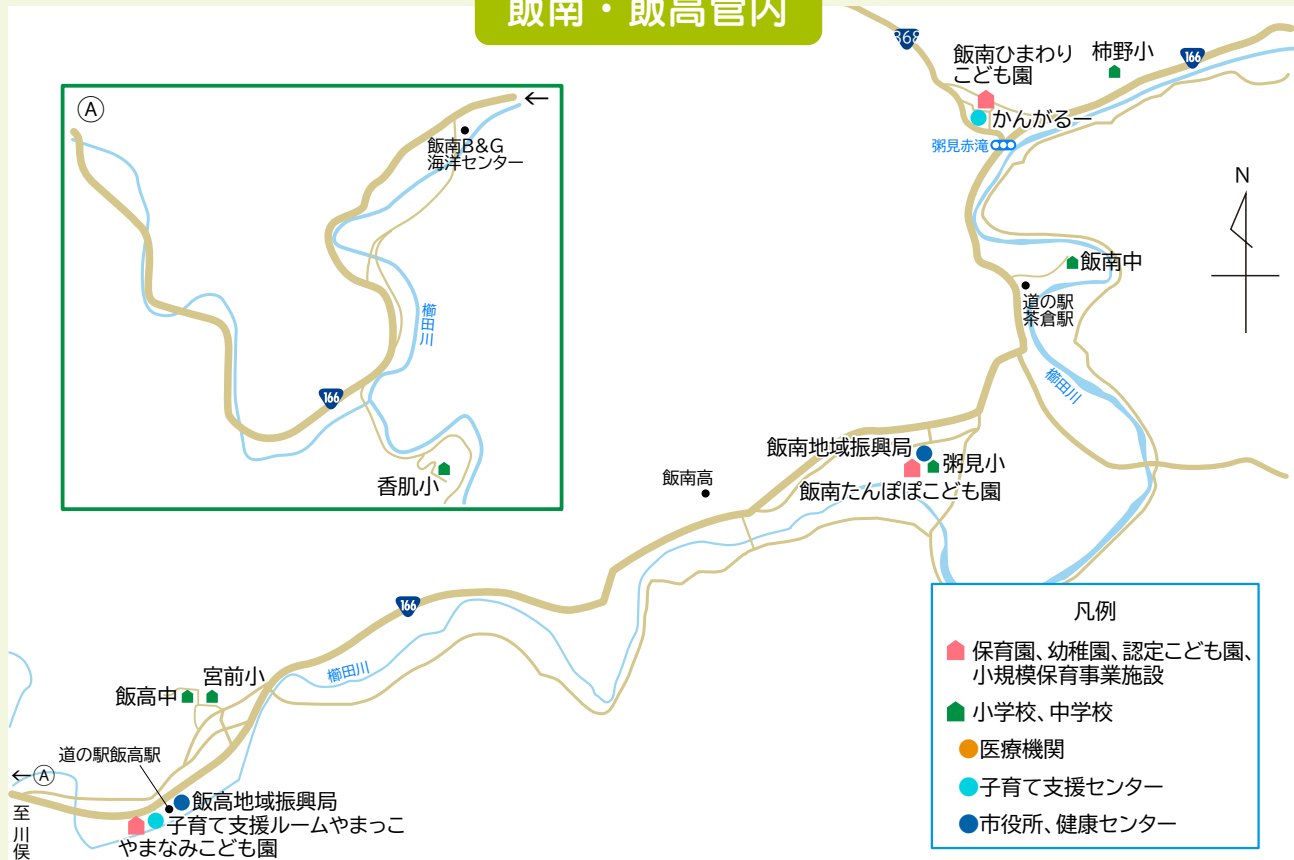 飯南・飯高管内
368
飯南ひまわり
こども園
柿野小
166
かんがるー
粥見赤滝
N
Ⓐ
←
飯南B&G
海洋センター
櫛田川
166
香肌小
飯南中
道の駅
茶倉駅
櫛田川
飯南地域振興局
粥見小
飯南たんぽぽこども園
飯南高
166
櫛田川
宮前小
飯高中
道の駅飯高駅
←Ⓐ
至川俣
飯高地域振興局
子育て支援ルームやまっこ
やまなみこども園
凡例
保育園、幼稚園、認定こども園、
小規模保育事業施設
小学校、中学校
医療機関
子育て支援センター
市役所、健康センター